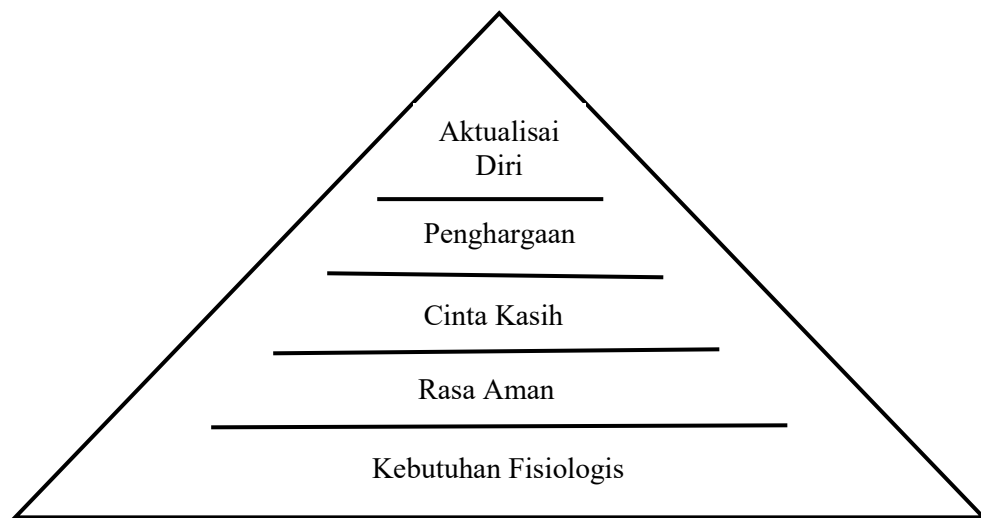 Aktualisai
Diri
Penghargaan
Cinta Kasih
Rasa Aman
Kebutuhan Fisiologis